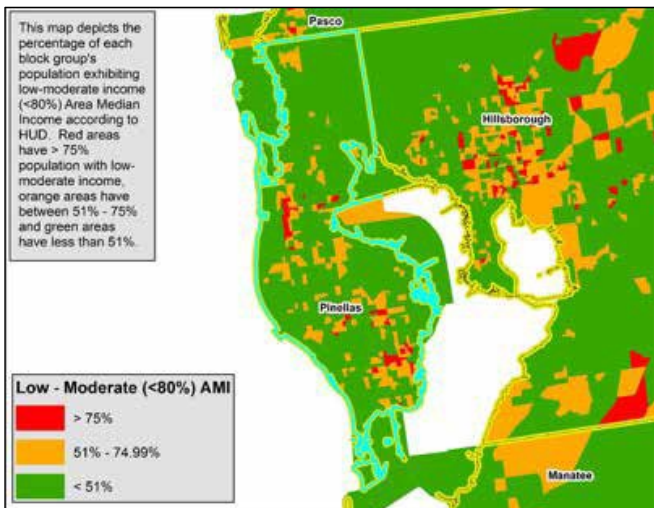 This map depicts the
percentage of each
block group's
population exhibiting
low-moderate income
(<80%) Area Median
Income according to
HUD. Red areas
have > 75%
population with low-
moderate income,
orange areas have
between 51% - 75%
and green areas
have less than 51%.
Pasco
Hillsborough
Pinellas
Manatee
Low - Moderate (<80%) AMI
> 75%
51% - 74.99%
< 51%